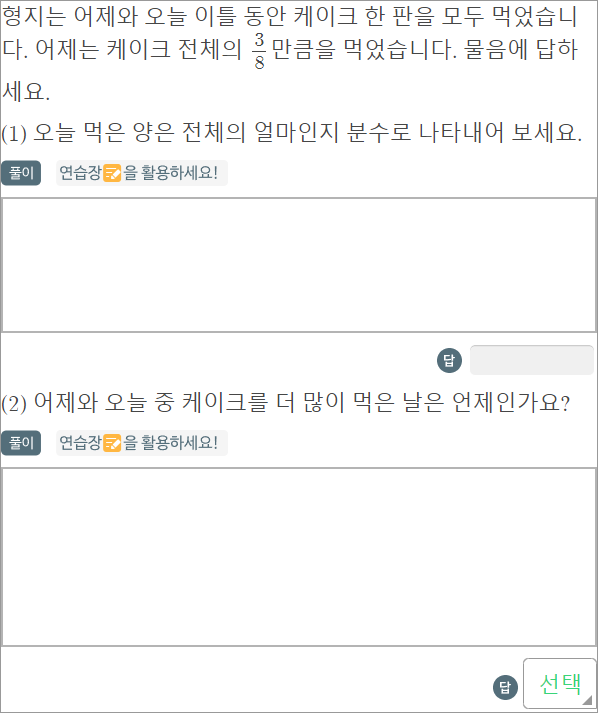 형지는 어제와 오늘 이틀 동안 케이크 한 판을 모두 먹었습니
다. 어제는 케이크 전체의 3/8 만큼을 먹었습니다. 물음에 답하
세요.
(1) 오늘 먹은 양은 전체의 얼마인지 분수로 나타내어 보세요.
풀이 연습장을 활용하세요!
답
(2) 어제와 오늘 중 케이크를 더 많이 먹은 날은 언제인가요?
풀이 연습장을 활용하세요!
답 선택